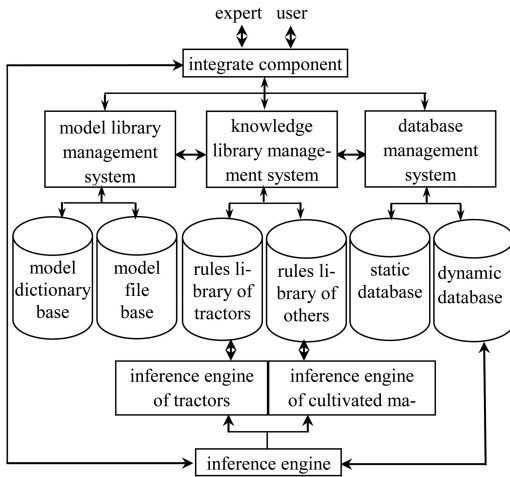 expert user
integrate component
model library
management
system
knowledge
library manage-
ment system
database
management
system
model
dictionary
base
model
file
base
rules li-
brary of
tractors
rules li-
brary of
others
static
database
dynamic
database
inference engine
of tractors
inference engine
of cultivated ma-
inference engine